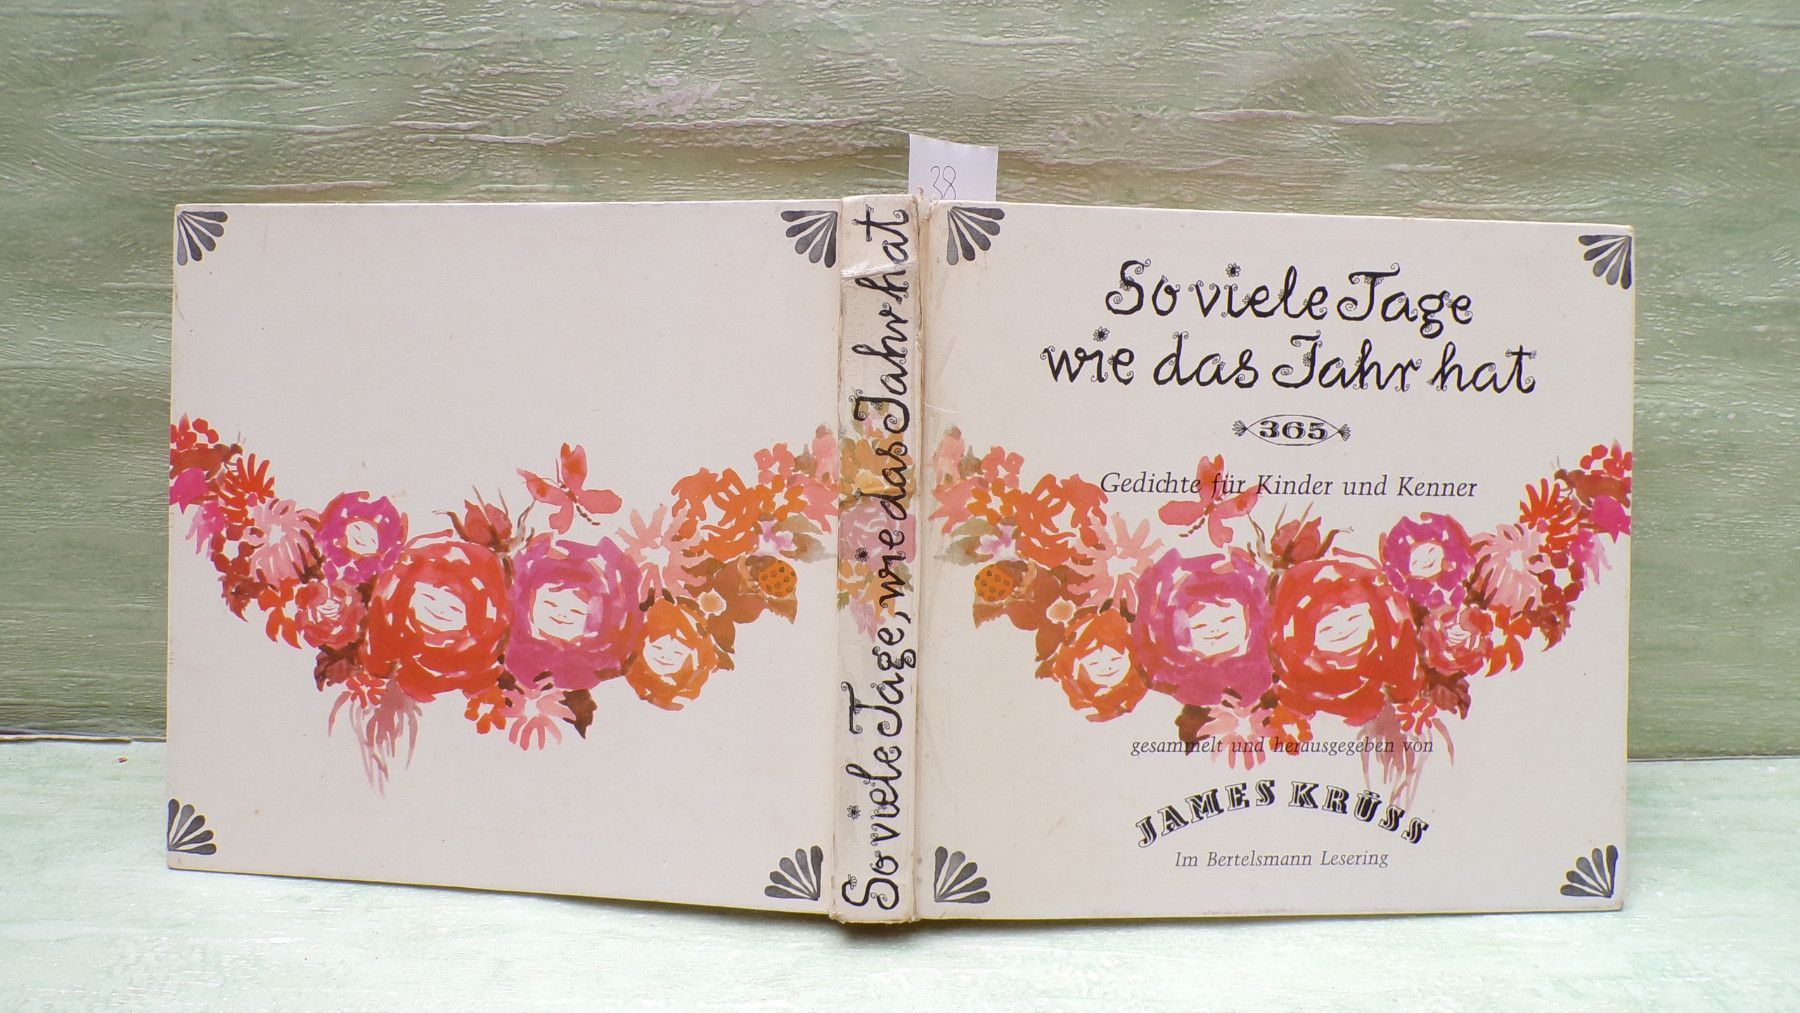 38
So viele Tage, wie das Jahr hat
So viele Tage
wie das Jahr hat
365
Gedichte für Kinder und Kenner
gesammelt und herausgegeben von
JAMES KRÜSS
Im Bertelsmann Lesering